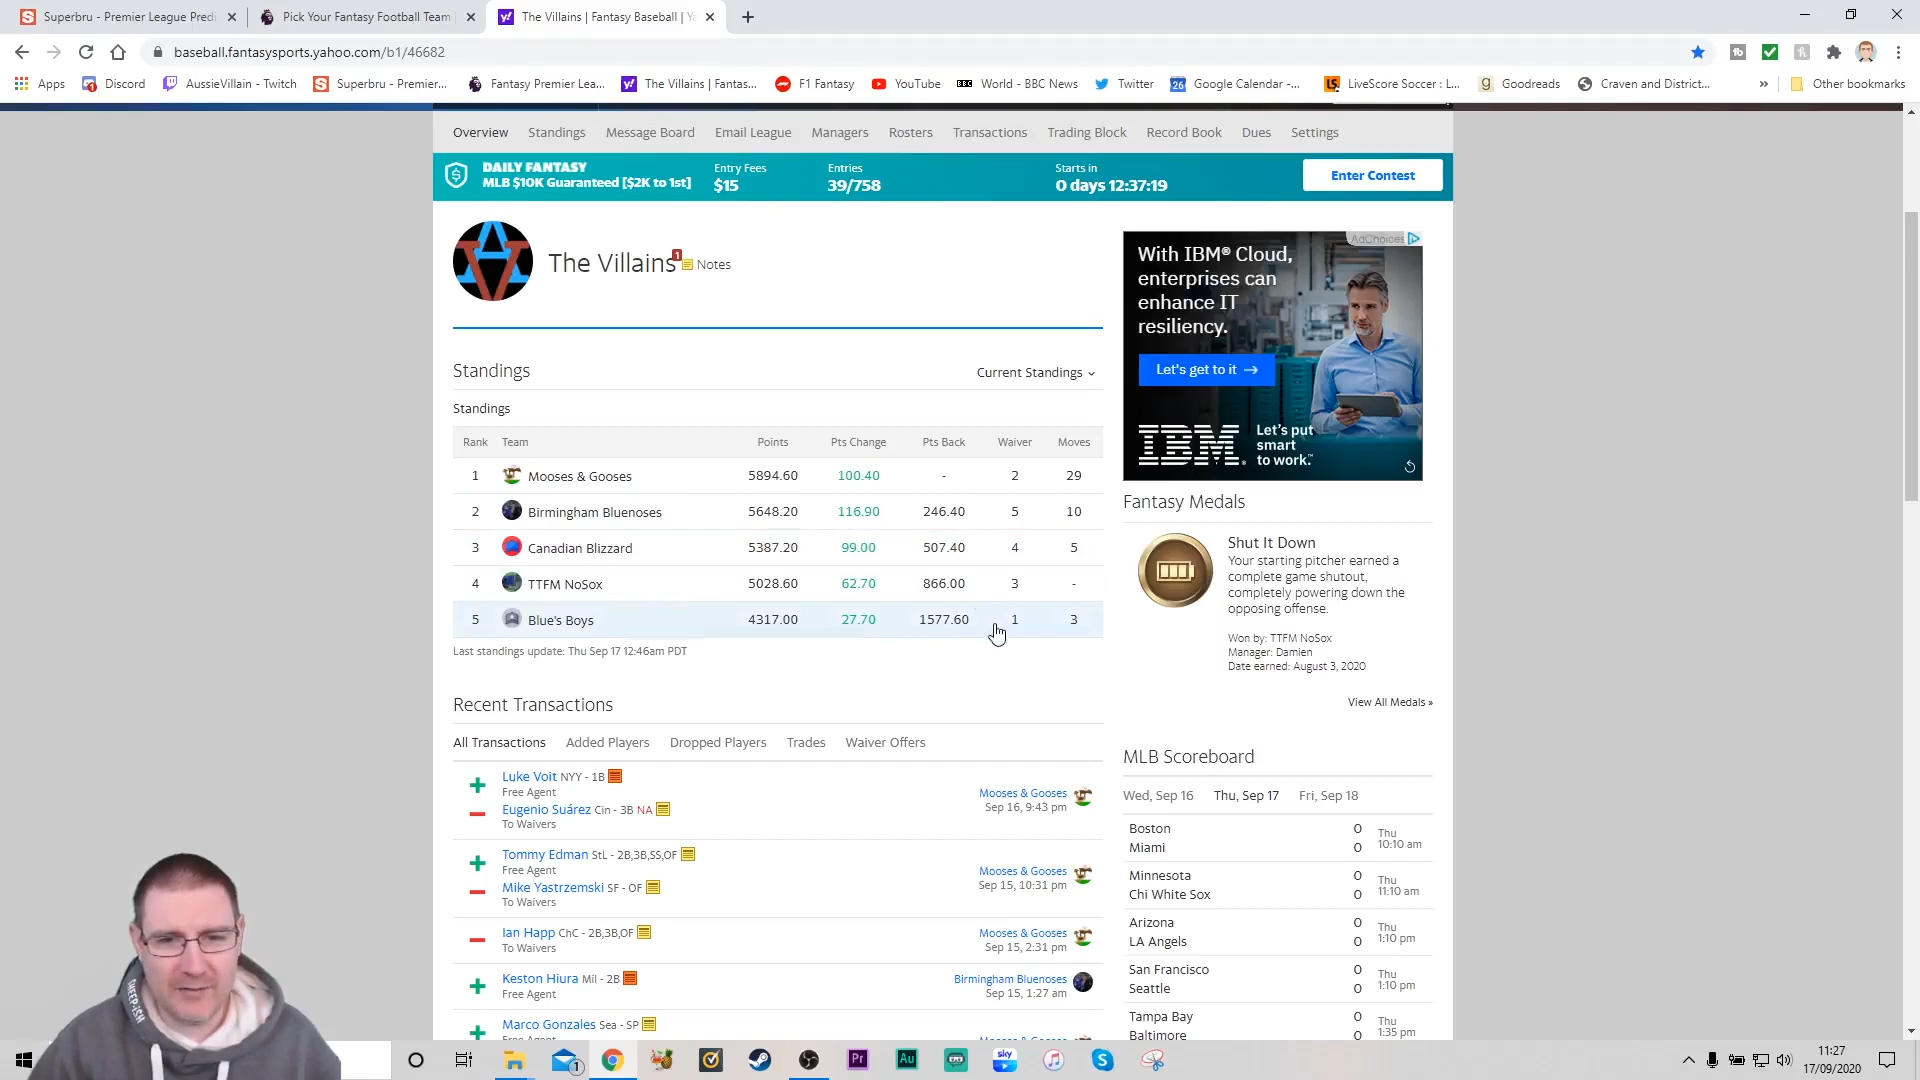 Superbru - Premier League Predi
Pick Your Fantasy Football Team
The Villains | Fantasy Baseball | Ya
baseball.fantasysports.yahoo.com/b1/46682
Apps
Discord
AussieVillain - Twitch
Superbru - Premier...
Fantasy Premier Lea...
The Villains | Fantas...
F1 Fantasy
YouTube
World - BBC News
Twitter
Google Calendar -...
LiveScore Soccer : L...
Goodreads
Craven and District...
»
Other bookmarks
Overview Standings Message Board Email League Managers Rosters Transactions Trading Block Record Book Dues Settings
DAILY FANTASY
MLB $10K Guaranteed [$2K to 1st]
Entry Fees
$15
Entries
39/758
Starts in
0 days 12:37:19
Enter Contest
The Villains
1
Notes
Standings
Current Standings
Standings
Rank Team Points Pts Change Pts Back Waiver Moves
1 Mooses & Gooses 5894.60 100.40 - 2 29
2 Birmingham Bluenoses 5648.20 116.90 246.40 5 10
3 Canadian Blizzard 5387.20 99.00 507.40 4 5
4 TTFM NoSox 5028.60 62.70 866.00 3 -
5 Blue's Boys 4317.00 27.70 1577.60 1 3
Last standings update: Thu Sep 17 12:46am PDT
Recent Transactions
All Transactions Added Players Dropped Players Trades Waiver Offers
Luke Voit NYY - 1B
Free Agent
Eugenio Suárez Cin - 3B NA
To Waivers
Mooses & Gooses
Sep 16, 9:43 pm
Tommy Edman StL - 2B,3B,SS,OF
Free Agent
Mike Yastrzemski SF - OF
To Waivers
Mooses & Gooses
Sep 15, 10:31 pm
Ian Happ ChC - 2B,3B,OF
To Waivers
Mooses & Gooses
Sep 15, 2:31 pm
Keston Hiura Mil - 2B
Free Agent
Birmingham Bluenoses
Sep 15, 1:27 am
Marco Gonzales Sea - SP
Free Agent
Mooses & Gooses
AdChoices
With IBM® Cloud,
enterprises can
enhance IT
resiliency.
Let's get to it →
IBM.
Let's put
smart
to work.™
Fantasy Medals
Shut It Down
Your starting pitcher earned a
complete game shutout,
completely powering down the
opposing offense.
Won by: TTFM NoSox
Manager: Damien
Date earned: August 3, 2020
View All Medals »
MLB Scoreboard
Wed, Sep 16 Thu, Sep 17 Fri, Sep 18
Boston 0
Miami 0
Thu
10:10 am
Minnesota 0
Chi White Sox 0
Thu
11:10 am
Arizona 0
LA Angels 0
Thu
1:10 pm
San Francisco 0
Seattle 0
Thu
1:10 pm
Tampa Bay 0
Baltimore 0
Thu
1:35 pm
SHEEPISH
1
Pr
Au
sky
11:27
17/09/2020